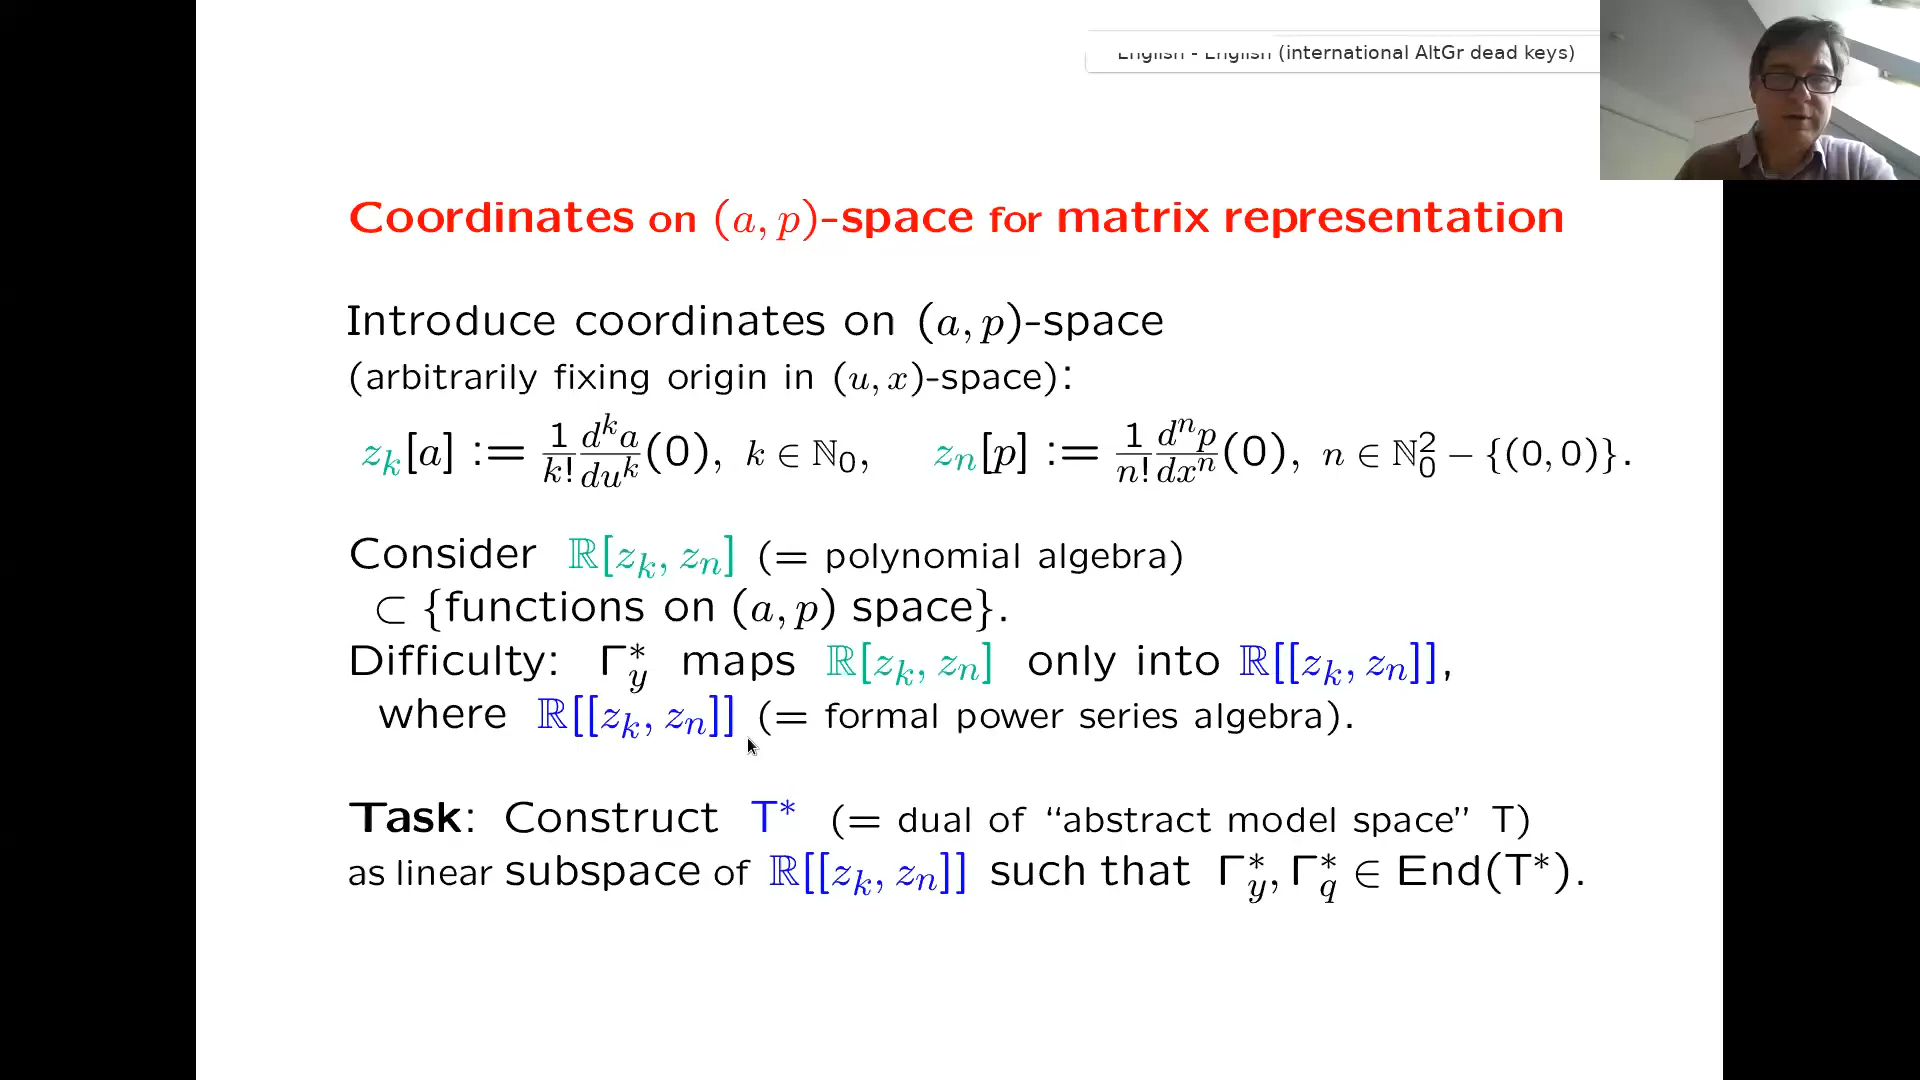 English - English (international AltGr dead keys)
Coordinates on (a, p)-space for matrix representation
Introduce coordinates on (a, p)-space
(arbitrarily fixing origin in (u, x)-space):
z_k[a] := \frac{1}{k!}\frac{d^k a}{du^k}(0), k ∈ ℕ_0, z_n[p] := \frac{1}{n!}\frac{d^n p}{dx^n}(0), n ∈ ℕ_0^2 − {(0, 0)}.
Consider ℝ[z_k, z_n] (= polynomial algebra)
⊂ {functions on (a, p) space}.
Difficulty: Γ_y^* maps ℝ[z_k, z_n] only into ℝ[[z_k, z_n]],
where ℝ[[z_k, z_n]] (= formal power series algebra).
Task: Construct T* (= dual of “abstract model space” T)
as linear subspace of ℝ[[z_k, z_n]] such that Γ_y^*, Γ_q^* ∈ End(T*).